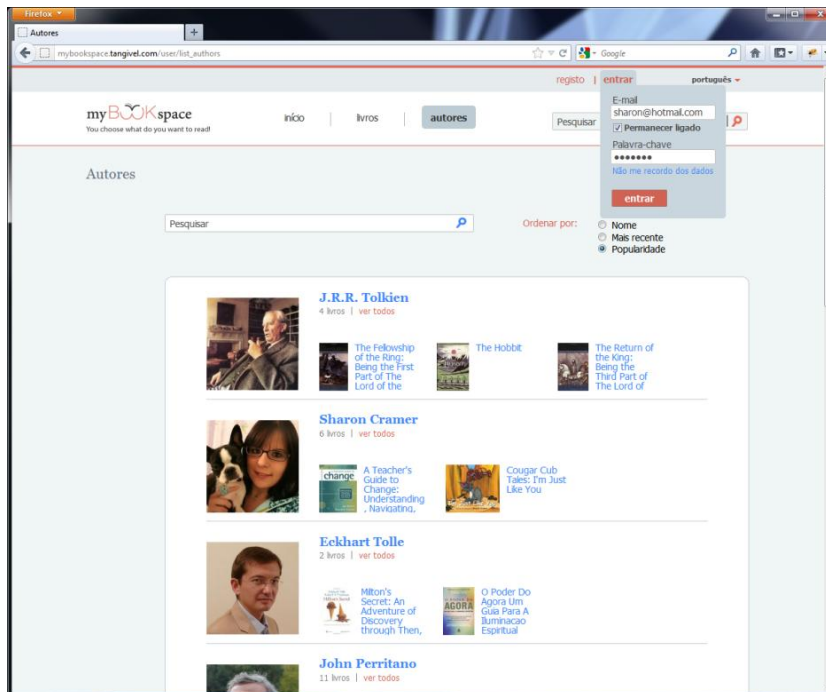 Firefox
Autores
mybookspace.tangivel.com/user/list_authors
Google
registo | entrar
português
E-mail
sharon@hotmail.com
Permanecer ligado
Palavra-chave
•••••••
Não me recordo dos dados
entrar
myBOOKspace
You choose what do you want to read!
início | livros | autores
Pesquisar
Autores
Pesquisar
Ordenar por:
Nome
Mais recente
Popularidade
J.R.R. Tolkien
4 livros | ver todos
The Fellowship
of the Ring:
Being the First
Part of The
Lord of the
The Hobbit
The Return of
the King:
Being the
Third Part of
The Lord of
Sharon Cramer
6 livros | ver todos
change
A Teacher's
Guide to
Change:
Understanding
, Navigating,
Cougar Cub
Tales: I'm Just
Like You
Eckhart Tolle
2 livros | ver todos
Milton's
Secret: An
Adventure of
Discovery
through Then,
AGORA
O Poder Do
Agora Um
Guia Para A
Iluminacao
Espiritual
John Perritano
11 livros | ver todos